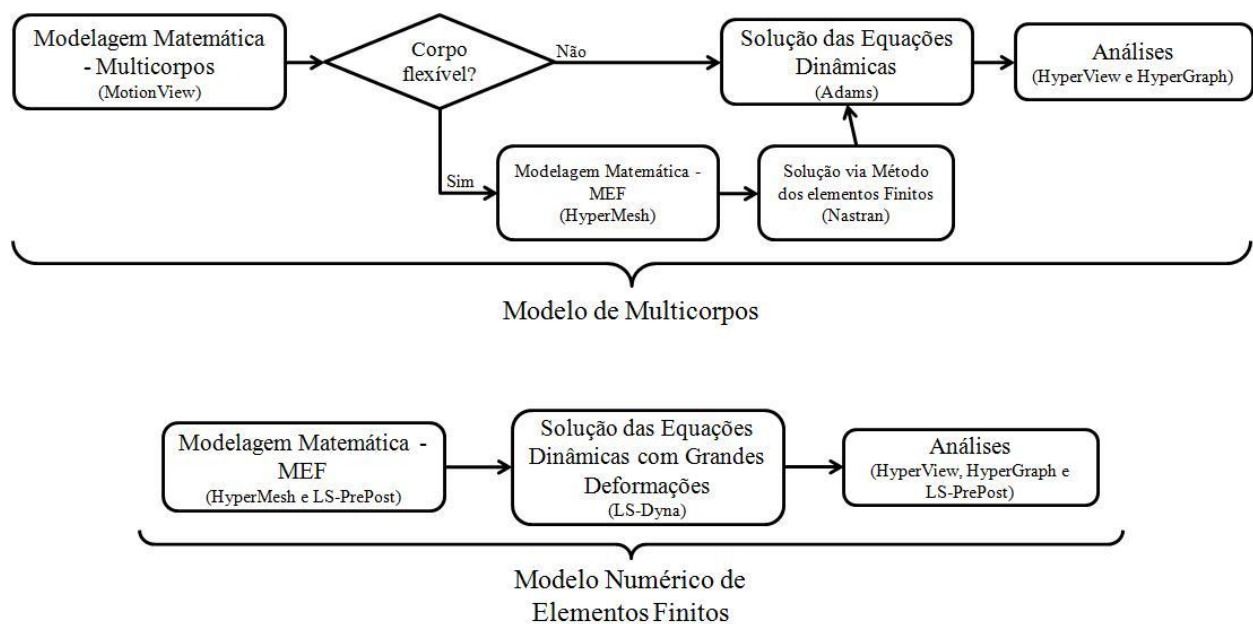 Modelagem Matemática
- Multicorpos
(MotionView)
Corpo
flexível?
Não
Solução das Equações
Dinâmicas
(Adams)
Análises
(HyperView e HyperGraph)
Sim
Modelagem Matemática -
MEF
(HyperMesh)
Solução via Método
dos elementos Finitos
(Nastran)
Modelo de Multicorpos
Modelagem Matemática -
MEF
(HyperMesh e LS-PrePost)
Solução das Equações
Dinâmicas com Grandes
Deformações
(LS-Dyna)
Análises
(HyperView, HyperGraph e
LS-PrePost)
Modelo Numérico de
Elementos Finitos